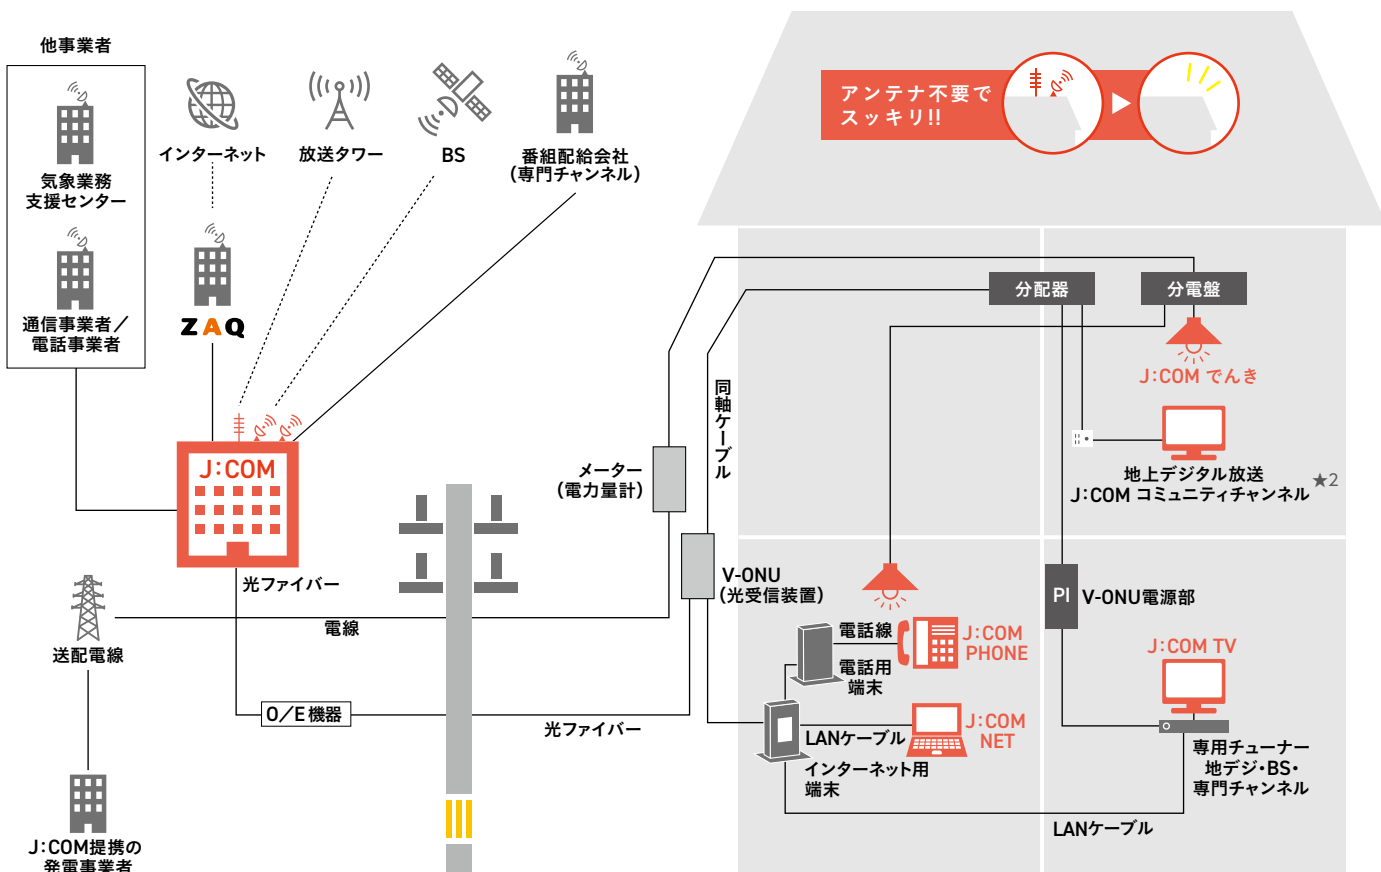 他事業者
気象業務
支援センター
通信事業者／
電話事業者
インターネット
放送タワー
BS
番組配給会社
(専門チャンネル)
ZAQ
J:COM
光ファイバー
電線
送配電線
O/E 機器
光ファイバー
J:COM提携の
発電事業者
アンテナ不要で
スッキリ!!
分配器
分電盤
J:COM でんき
同軸ケーブル
メーター
(電力量計)
地上デジタル放送
J:COM コミュニティチャンネル ★2
V-ONU
(光受信装置)
PI
V-ONU電源部
電話線
J:COM
PHONE
電話用
端末
J:COM
NET
LANケーブル
インターネット用
端末
J:COM TV
専用チューナー
地デジ・BS・
専門チャンネル
LANケーブル